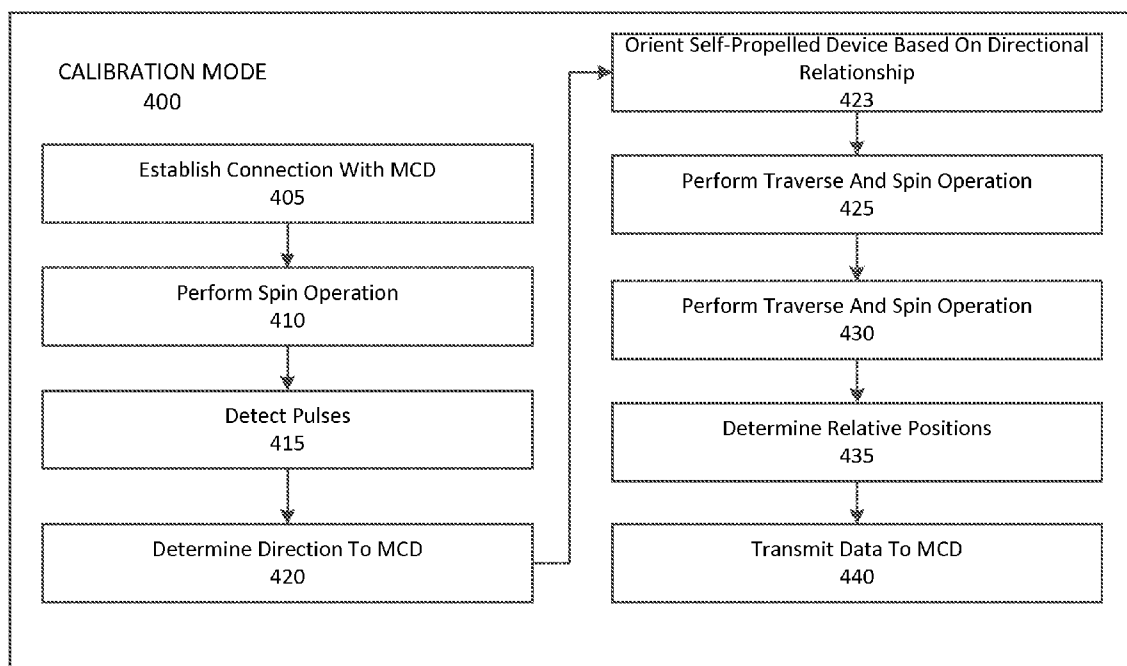 CALIBRATION MODE
400
Establish Connection With MCD
405
Perform Spin Operation
410
Detect Pulses
415
Determine Direction To MCD
420
Orient Self-Propelled Device Based On Directional
Relationship
423
Perform Traverse And Spin Operation
425
Perform Traverse And Spin Operation
430
Determine Relative Positions
435
Transmit Data To MCD
440